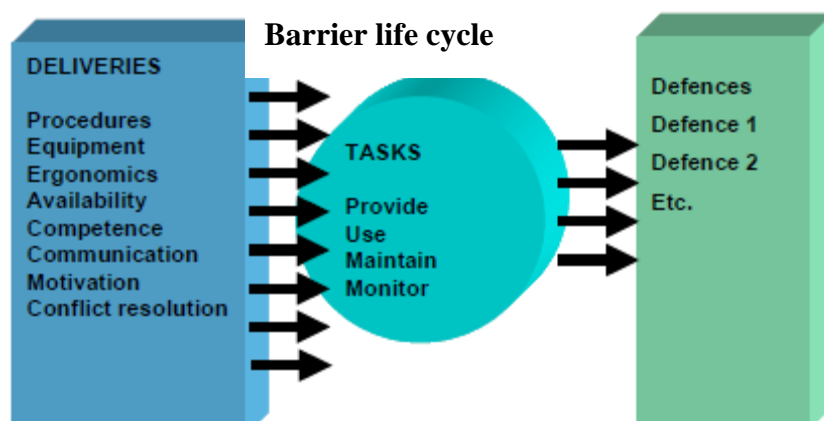 Barrier life cycle
DELIVERIES
Procedures
Equipment
Ergonomics
Availability
Competence
Communication
Motivation
Conflict resolution
TASKS
Provide
Use
Maintain
Monitor
Defences
Defence 1
Defence 2
Etc.